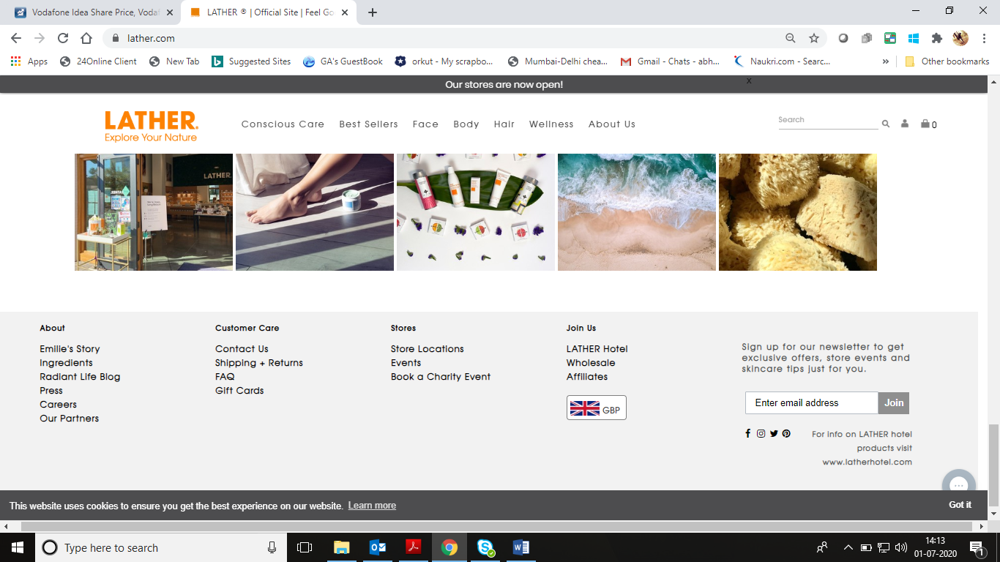 Vodafone Idea Share Price, Vodaf
LATHER ® | Official Site | Feel Go
lather.com
Apps
24Online Client
New Tab
Suggested Sites
GA's GuestBook
orkut - My scrapbo...
Mumbai-Delhi chea...
Gmail - Chats - abh...
Naukri.com - Searc...
»
Other bookmarks
Our stores are now open!
x
LATHER.
Explore Your Nature
Conscious Care
Best Sellers
Face
Body
Hair
Wellness
About Us
Search
0
LATHER.
About
Emilie's Story
Ingredients
Radiant Life Blog
Press
Careers
Our Partners
Customer Care
Contact Us
Shipping + Returns
FAQ
Gift Cards
Stores
Store Locations
Events
Book a Charity Event
Join Us
LATHER Hotel
Wholesale
Affiliates
GBP
Sign up for our newsletter to get
exclusive offers, store events and
skincare tips just for you.
Enter email address
Join
For info on LATHER hotel
products visit
www.latherhotel.com
This website uses cookies to ensure you get the best experience on our website. Learn more
Got it
Type here to search
14:13
01-07-2020
1